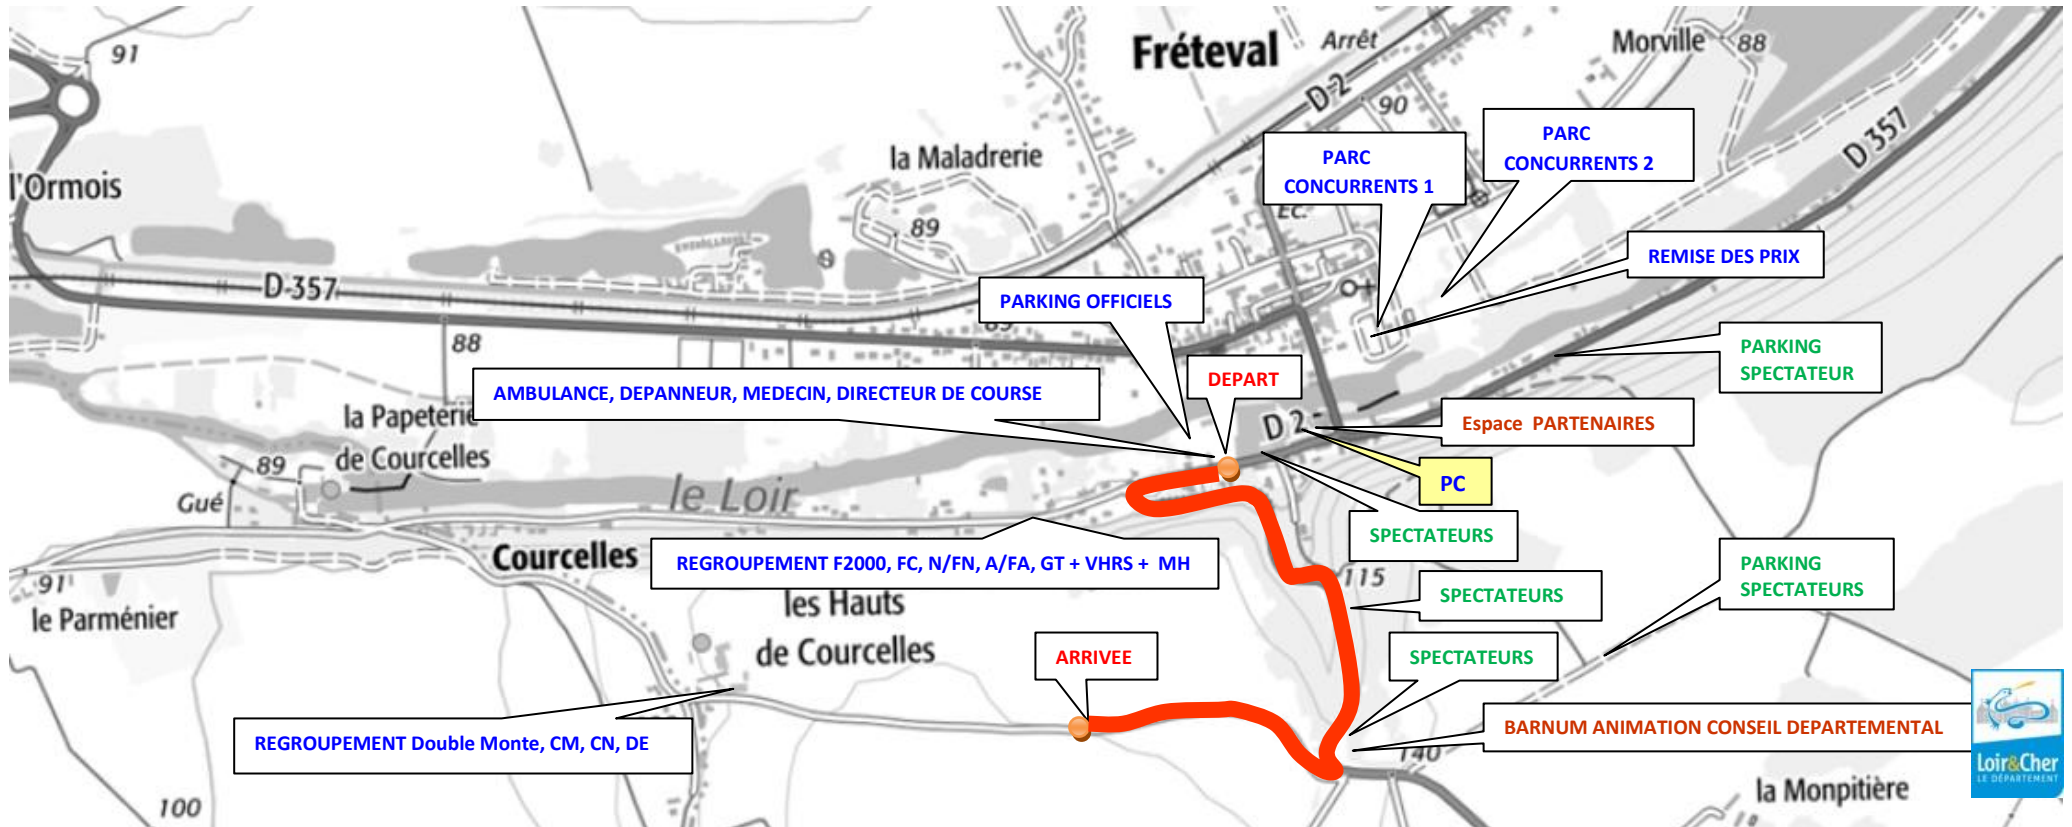 91
Fréteval
Arrêt
Morville
88
D 2
90
D 357
l'Ormois
la Maladrerie
PARC
CONCURRENTS 1
PARC
CONCURRENTS 2
Ec.
89
REMISE DES PRIX
D 357
PARKING OFFICIELS
89
88
PARKING
SPECTATEUR
DEPART
AMBULANCE, DEPANNEUR, MEDECIN, DIRECTEUR DE COURSE
la Papeterie
de Courcelles
D 2
Espace PARTENAIRES
89
Gué
le Loir
PC
SPECTATEURS
Courcelles
REGROUPEMENT F2000, FC, N/FN, A/FA, GT + VHRS + MH
115
PARKING
SPECTATEURS
91
le Parménier
SPECTATEURS
les Hauts
de Courcelles
ARRIVEE
SPECTATEURS
REGROUPEMENT Double Monte, CM, CN, DE
BARNUM ANIMATION CONSEIL DEPARTEMENTAL
140
Loir&Cher
LE DÉPARTEMENT
la Monpitière
100